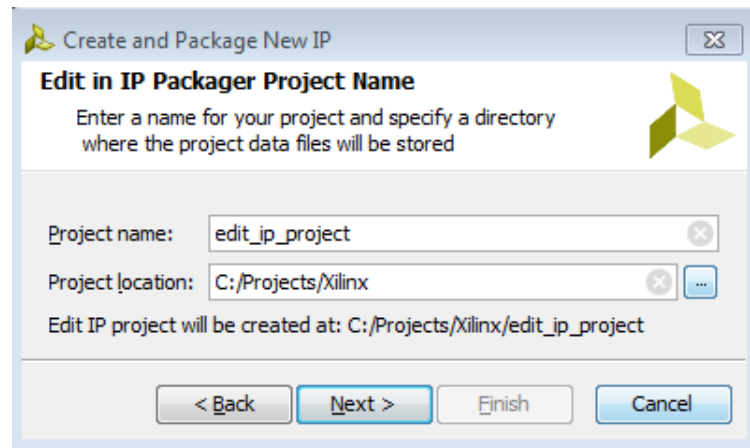 Create and Package New IP
Edit in IP Packager Project Name
Enter a name for your project and specify a directory
where the project data files will be stored
Project name: edit_ip_project
Project location: C:/Projects/Xilinx ...
Edit IP project will be created at: C:/Projects/Xilinx/edit_ip_project
< Back Next > Finish Cancel